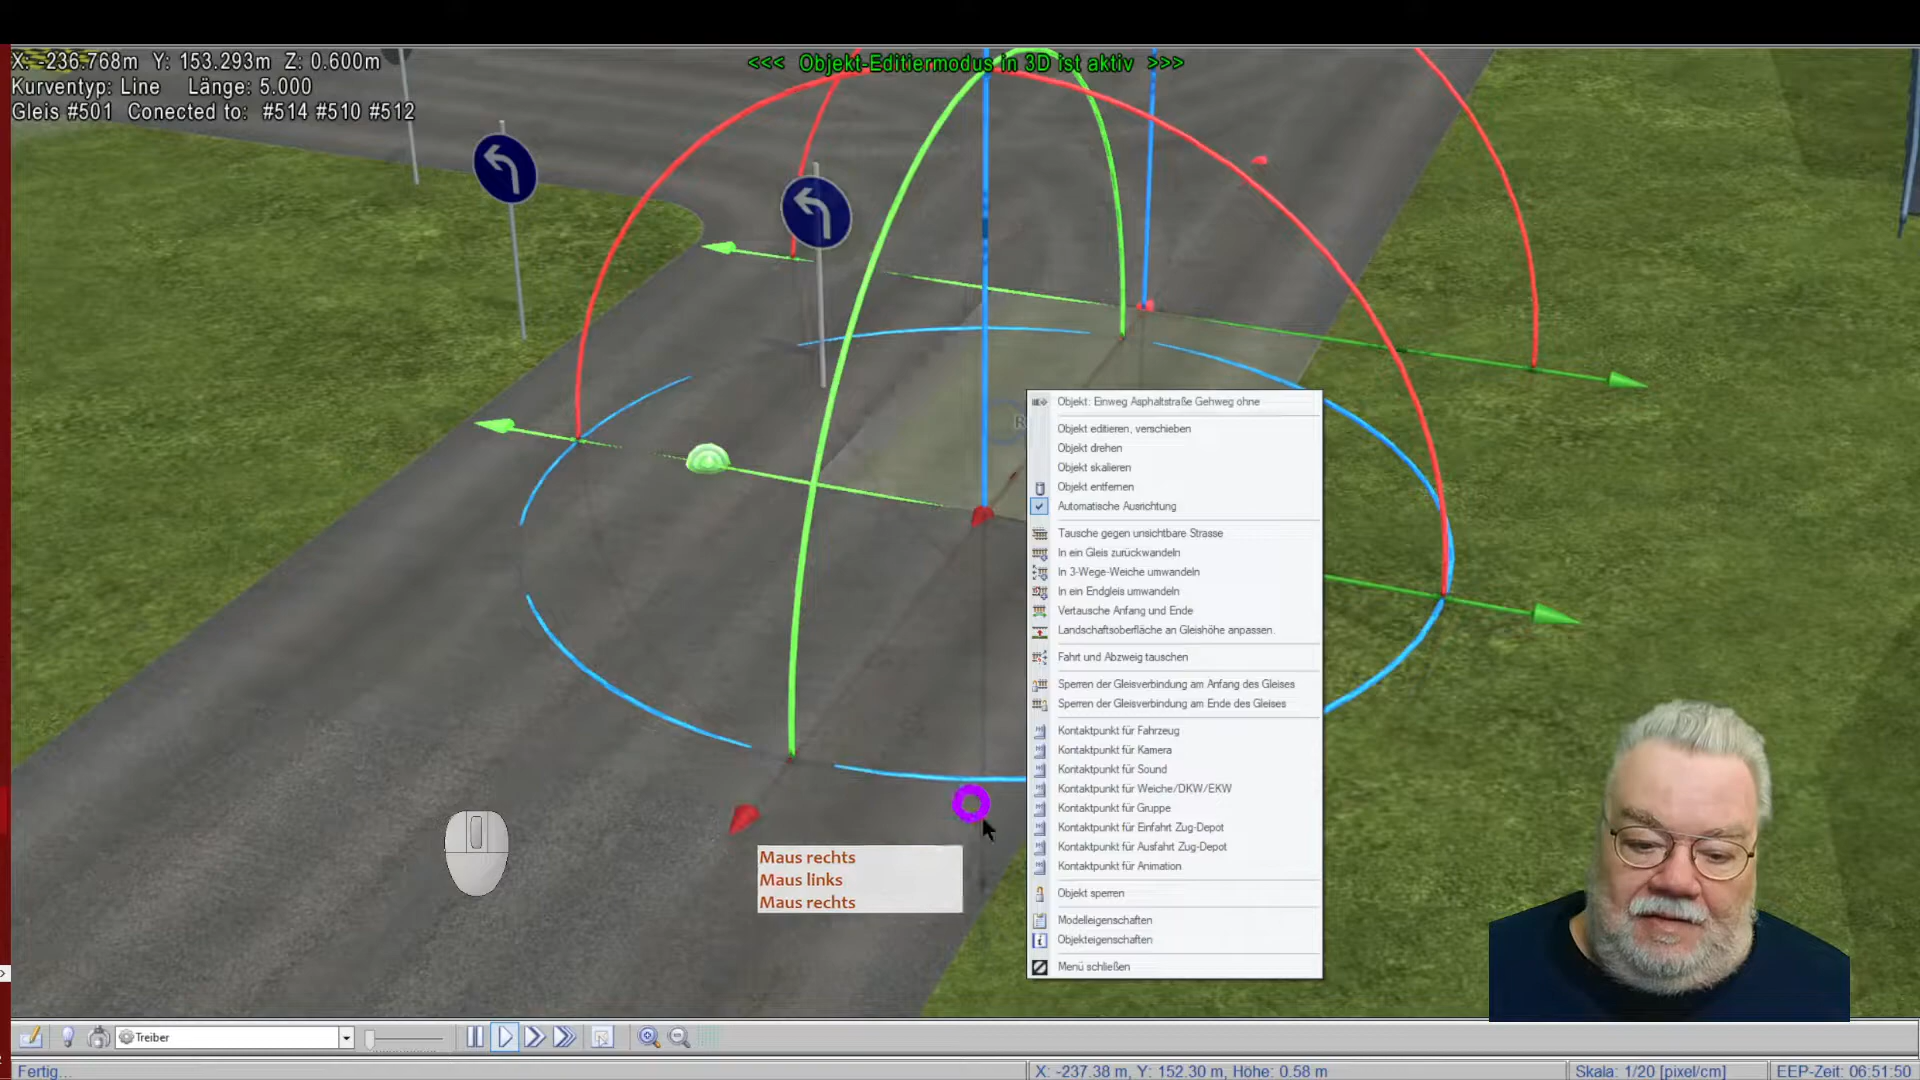 X: -236.768m Y: 153.293m Z: 0.600m
<<< Objekt-Editiermodus in 3D ist aktiv >>>
Kurventyp: Line Länge: 5.000
Gleis #501 Conected to: #514 #510 #512
Objekt: Einweg Asphaltstraße Gehweg ohne
Objekt editieren, verschieben
Objekt drehen
Objekt skalieren
Objekt entfernen
Automatische Ausrichtung
Tausche gegen unsichtbare Strasse
In ein Gleis zurückwandeln
In 3-Wege-Weiche umwandeln
In ein Endgleis umwandeln
Vertausche Anfang und Ende
Landschaftsoberfläche an Gleishöhe anpassen.
Fahrt und Abzweig tauschen
Sperren der Gleisverbindung am Anfang des Gleises
Sperren der Gleisverbindung am Ende des Gleises
Kontaktpunkt für Fahrzeug
Kontaktpunkt für Kamera
Kontaktpunkt für Sound
Kontaktpunkt für Weiche/DKW/EKW
Kontaktpunkt für Gruppe
Kontaktpunkt für Einfahrt Zug-Depot
Kontaktpunkt für Ausfahrt Zug-Depot
Kontaktpunkt für Animation
Objekt sperren
Modelleigenschaften
Objekteigenschaften
Menü schließen
Maus rechts
Maus links
Maus rechts
Treiber
Fertig...
X: -237.38 m, Y: 152.30 m, Höhe: 0.58 m
Skala: 1/20 [pixel/cm]
EEP-Zeit: 06:51:50